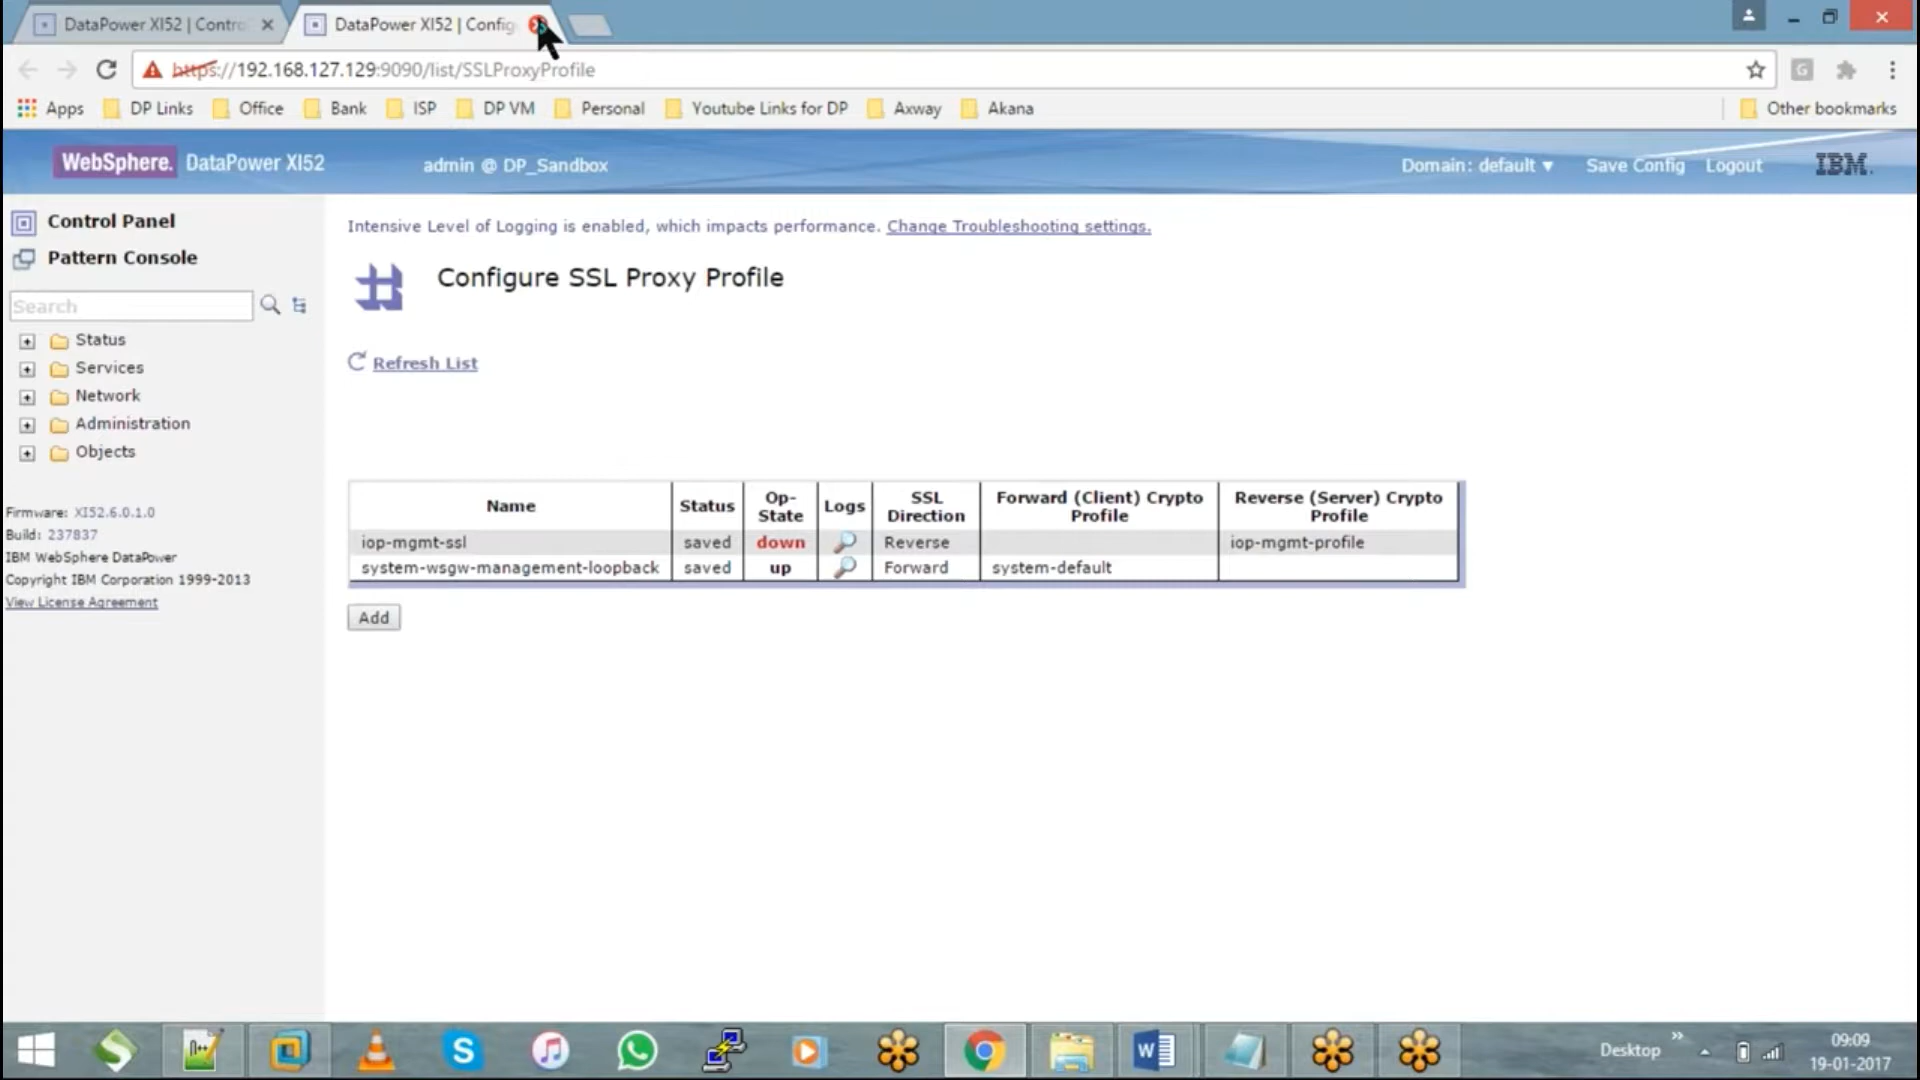 DataPower XI52 | Contro
DataPower XI52 | Config
https://192.168.127.129:9090/list/SSLProxyProfile
Apps
DP Links
Office
Bank
ISP
DP VM
Personal
Youtube Links for DP
Axway
Akana
Other bookmarks
WebSphere. DataPower XI52
admin @ DP_Sandbox
Domain: default ▼
Save Config
Logout
IBM.
Control Panel
Pattern Console
Search
Status
Services
Network
Administration
Objects
Firmware: XI52.6.0.1.0
Build: 237837
IBM WebSphere DataPower
Copyright IBM Corporation 1999-2013
View License Agreement
Intensive Level of Logging is enabled, which impacts performance. Change Troubleshooting settings.
Configure SSL Proxy Profile
Refresh List
Name Status Op-State Logs SSL Direction Forward (Client) Crypto Profile Reverse (Server) Crypto Profile
iop-mgmt-ssl saved down Reverse iop-mgmt-profile
system-wsgw-management-loopback saved up Forward system-default
Add
Desktop
09:09
19-01-2017